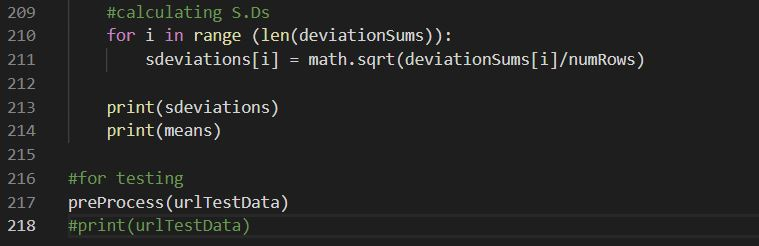 209 #calculating S.Ds
210 for i in range (len(deviationSums)):
211 sdeviations[i] = math.sqrt(deviationSums[i]/numRows)
212
213 print(sdeviations)
214 print(means)
215
216 #for testing
217 preProcess(urlTestData)
218 #print(urlTestData)